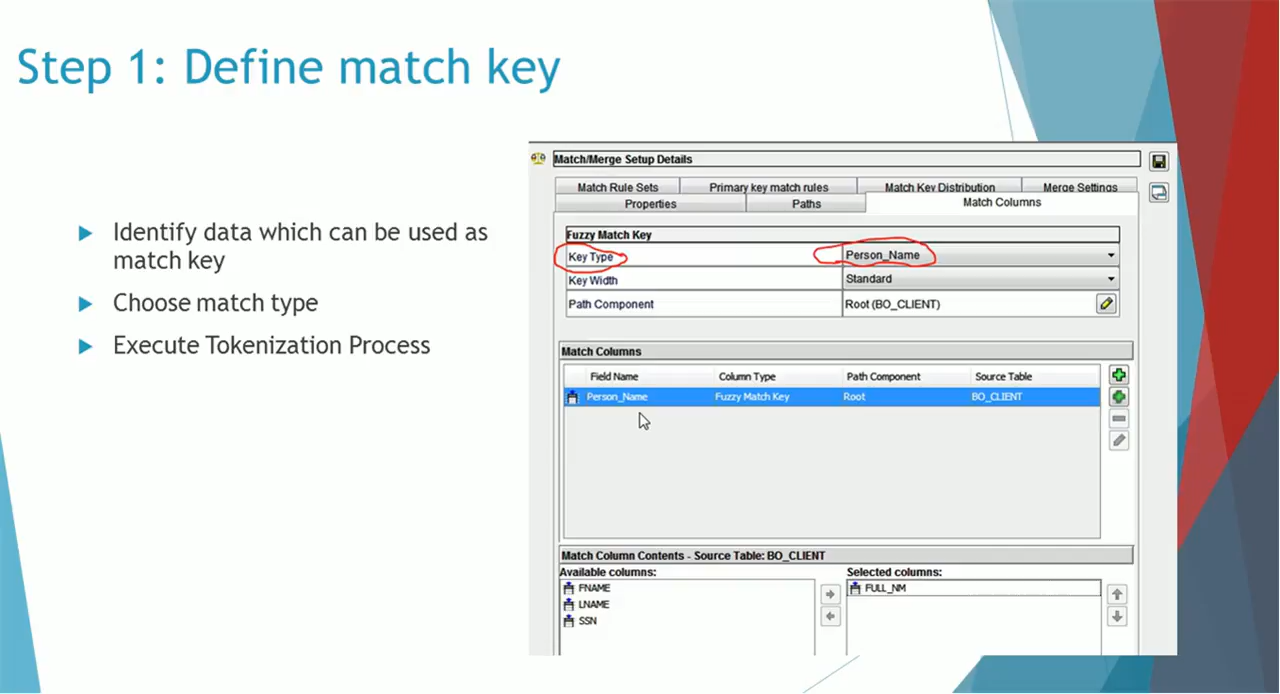 Step 1: Define match key
Identify data which can be used as
match key
Choose match type
Execute Tokenization Process
Match/Merge Setup Details
Match Rule Sets Primary key match rules Match Key Distribution Merge Settings
Properties Paths Match Columns
Fuzzy Match Key
Key Type Person_Name
Key Width Standard
Path Component Root (BO_CLIENT)
Match Columns
Field Name Column Type Path Component Source Table
Person_Name Fuzzy Match Key Root BO_CLIENT
Match Column Contents - Source Table: BO_CLIENT
Available columns: Selected columns:
FNAME FULL_NM
LNAME
SSN